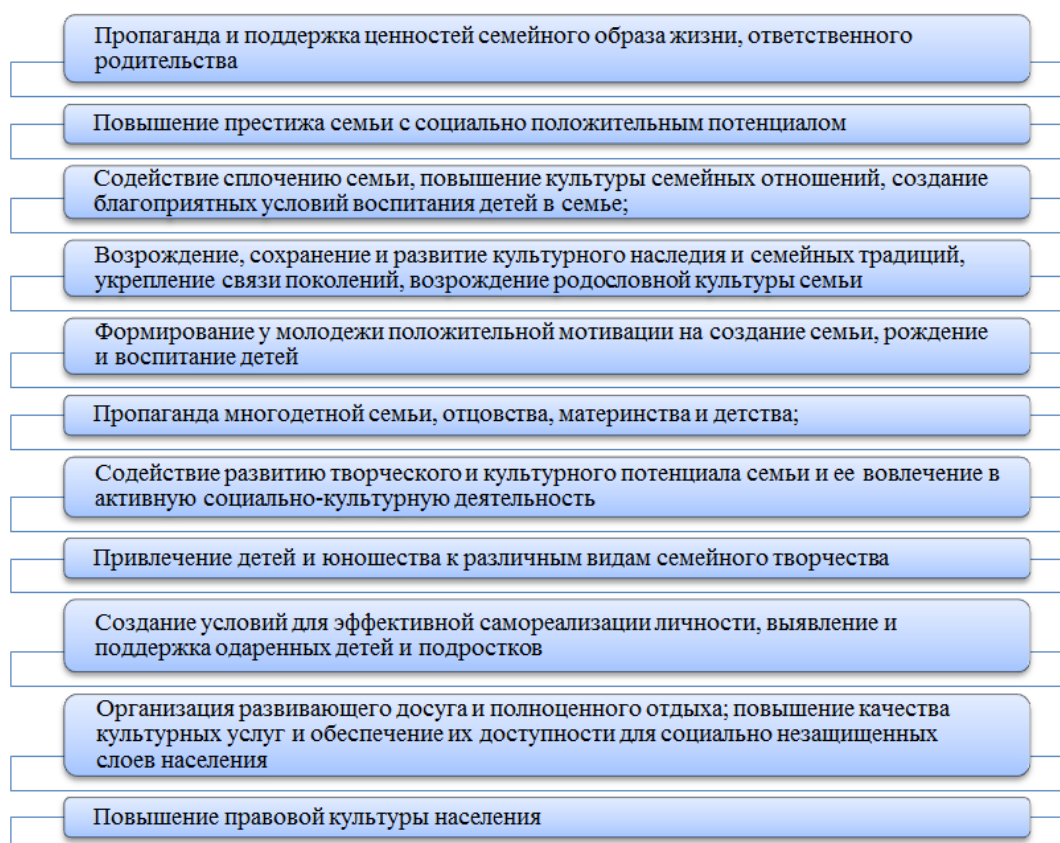 Пропаганда и поддержка ценностей семейного образа жизни, ответственного
родительства
Повышение престижа семьи с социально положительным потенциалом
Содействие сплочению семьи, повышение культуры семейных отношений, создание
благоприятных условий воспитания детей в семье;
Возрождение, сохранение и развитие культурного наследия и семейных традиций,
укрепление связи поколений, возрождение родословной культуры семьи
Формирование у молодежи положительной мотивации на создание семьи, рождение
и воспитание детей
Пропаганда многодетной семьи, отцовства, материнства и детства;
Содействие развитию творческого и культурного потенциала семьи и ее вовлечение в
активную социально-культурную деятельность
Привлечение детей и юношества к различным видам семейного творчества
Создание условий для эффективной самореализации личности, выявление и
поддержка одаренных детей и подростков
Организация развивающего досуга и полноценного отдыха; повышение качества
культурных услуг и обеспечение их доступности для социально незащищенных
слоев населения
Повышение правовой культуры населения